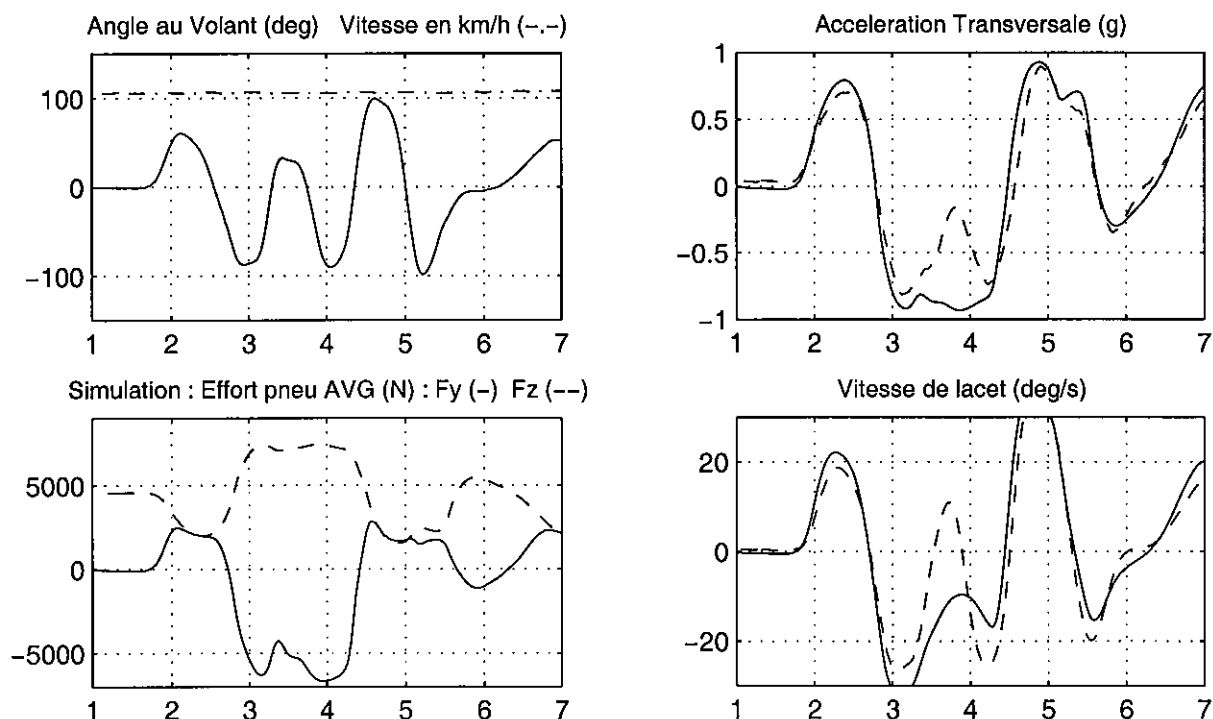 Angle au Volant (deg) Vitesse en km/h (–.–)
100
0
−100
1 2 3 4 5 6 7
Acceleration Transversale (g)
1
0.5
0
−0.5
−1
1 2 3 4 5 6 7
Simulation : Effort pneu AVG (N) : Fy (–) Fz (––)
5000
0
−5000
1 2 3 4 5 6 7
Vitesse de lacet (deg/s)
20
0
−20
1 2 3 4 5 6 7